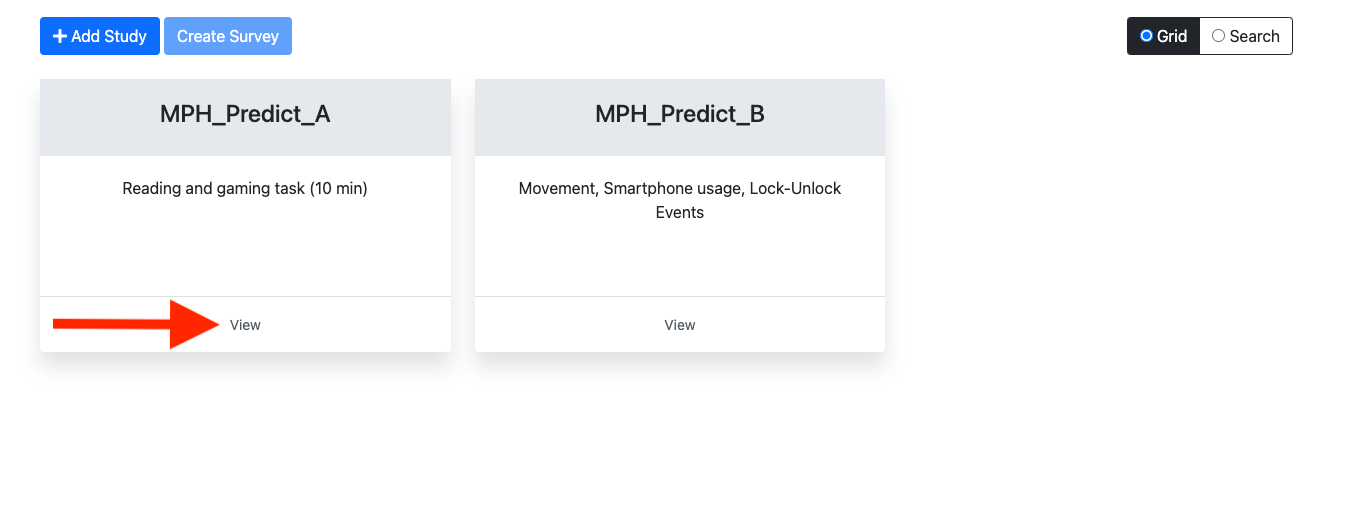 Add Study
Create Survey
Grid
Search
MPH_Predict_A
Reading and gaming task (10 min)
View
MPH_Predict_B
Movement, Smartphone usage, Lock-Unlock
Events
View